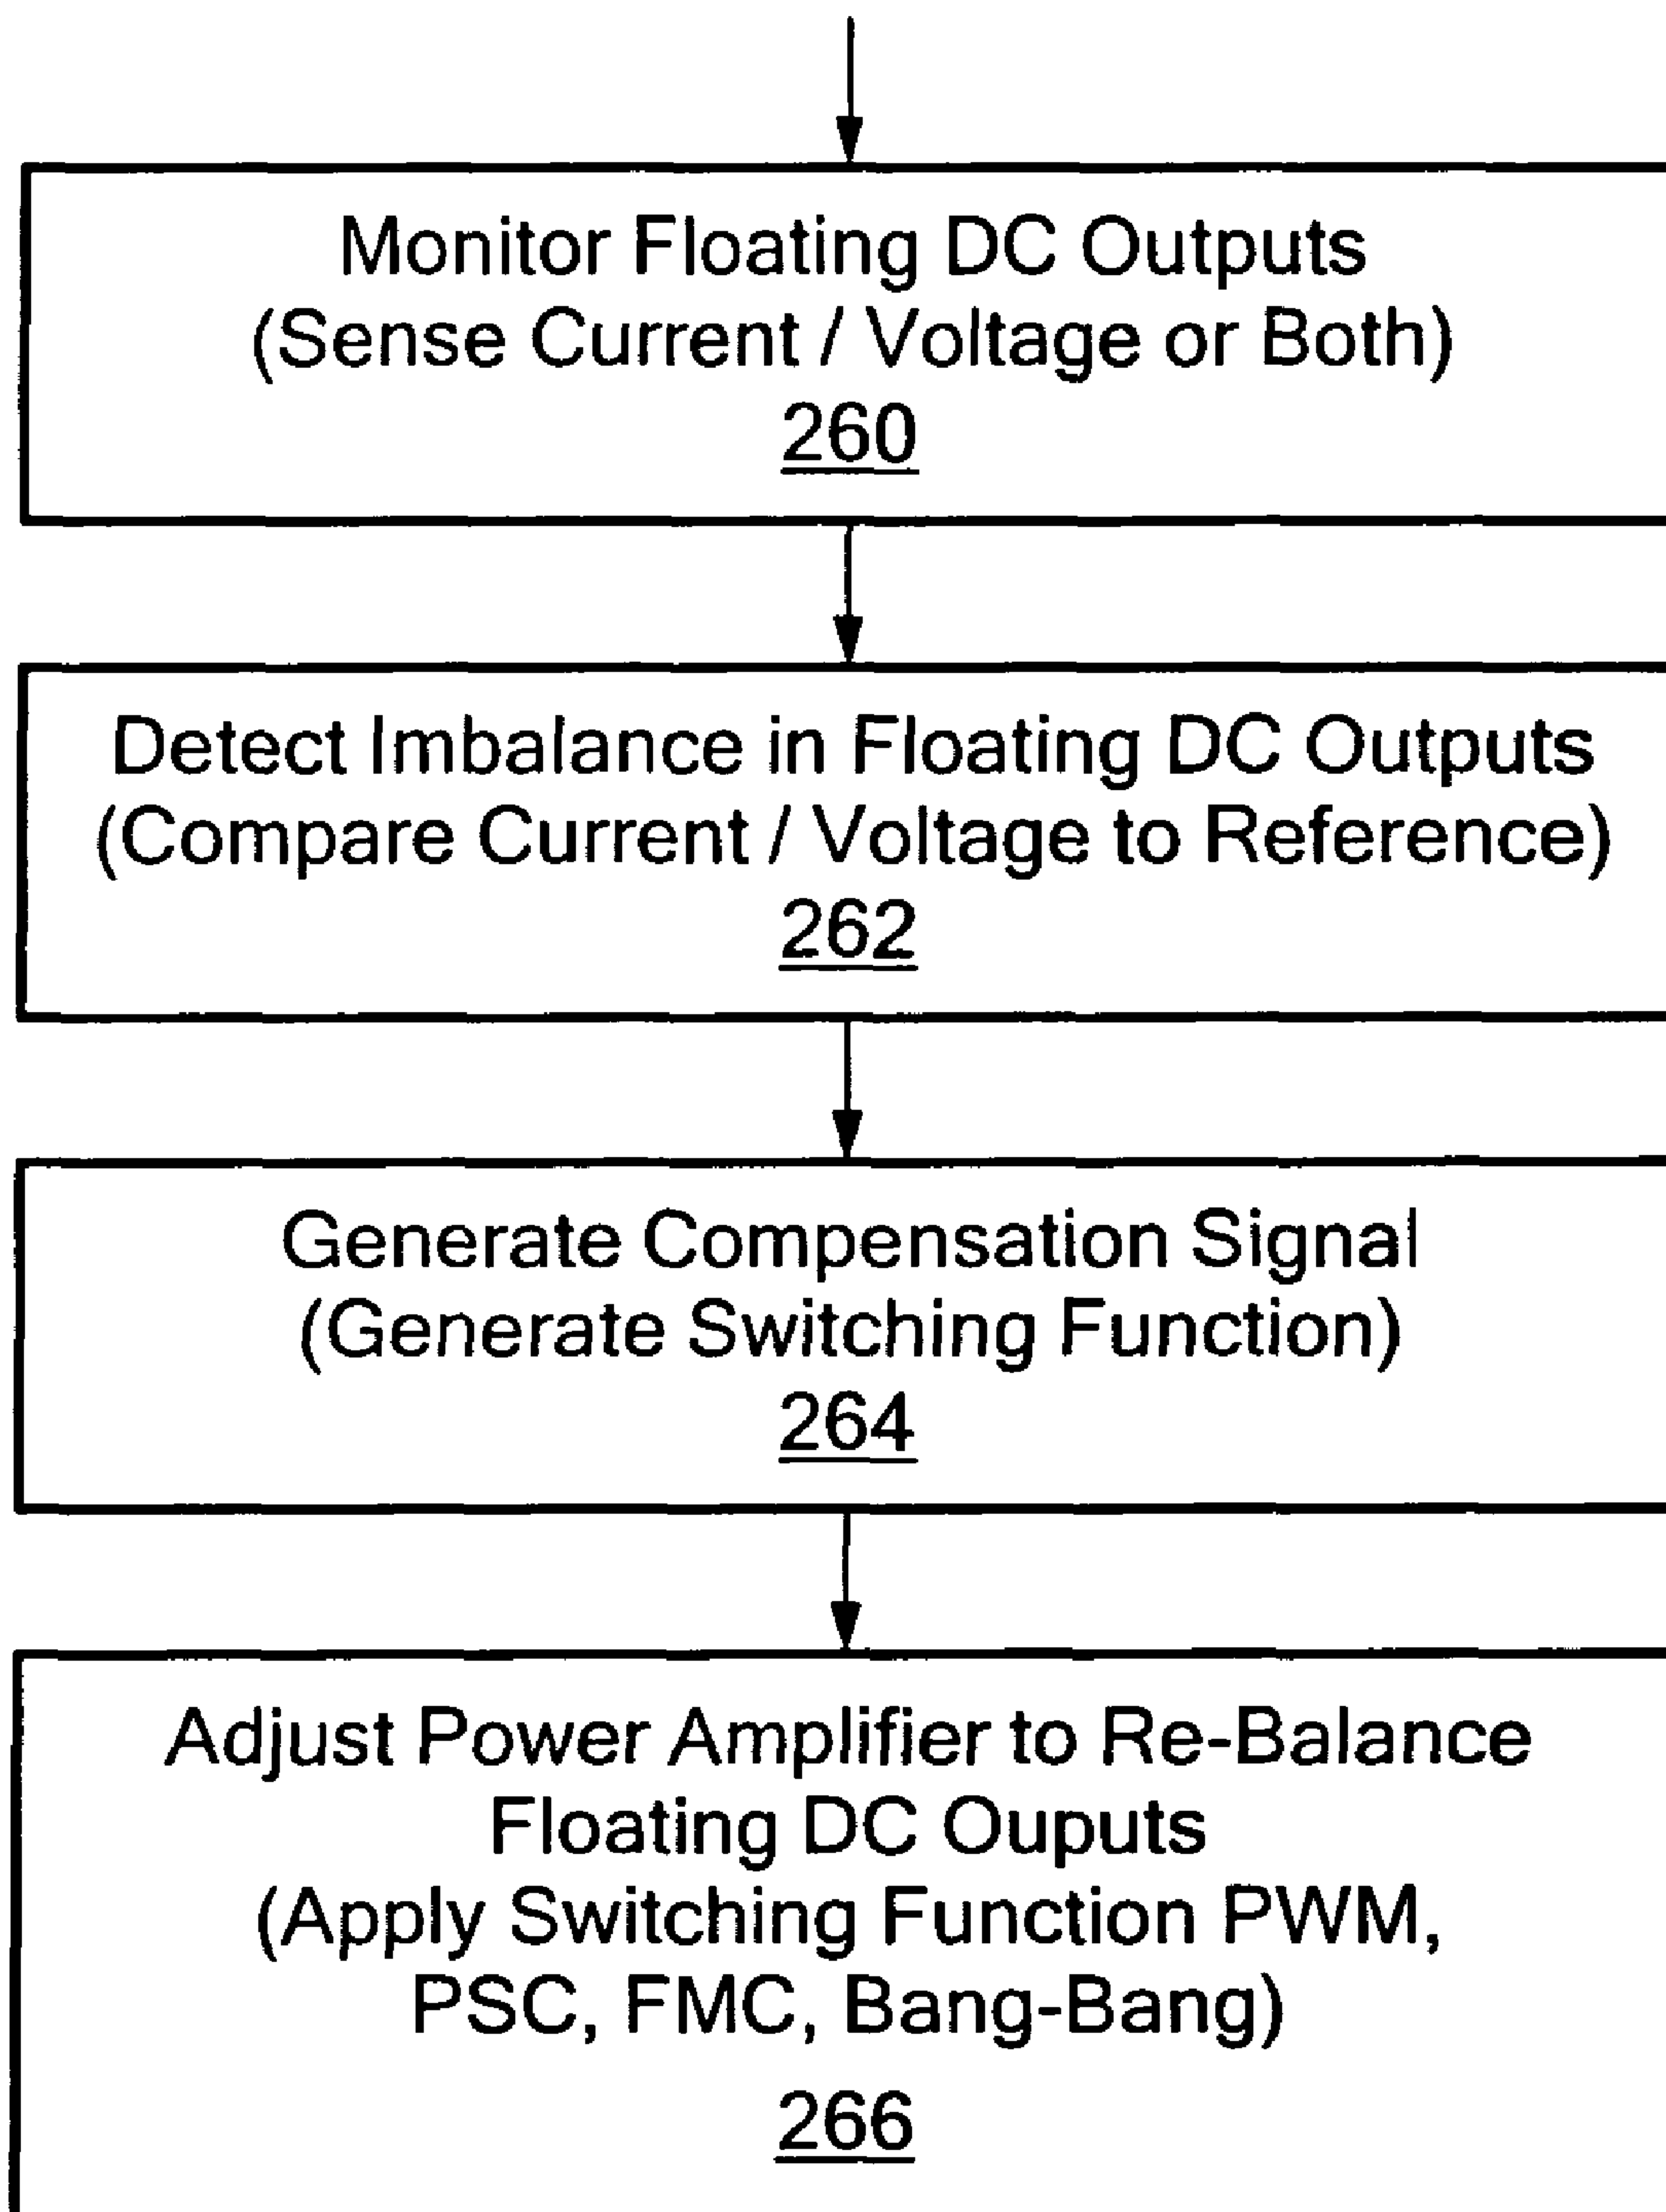 Monitor Floating DC Outputs
(Sense Current / Voltage or Both)
260
Detect Imbalance in Floating DC Outputs
(Compare Current / Voltage to Reference)
262
Generate Compensation Signal
(Generate Switching Function)
264
Adjust Power Amplifier to Re-Balance
Floating DC Ouputs
(Apply Switching Function PWM,
PSC, FMC, Bang-Bang)
266